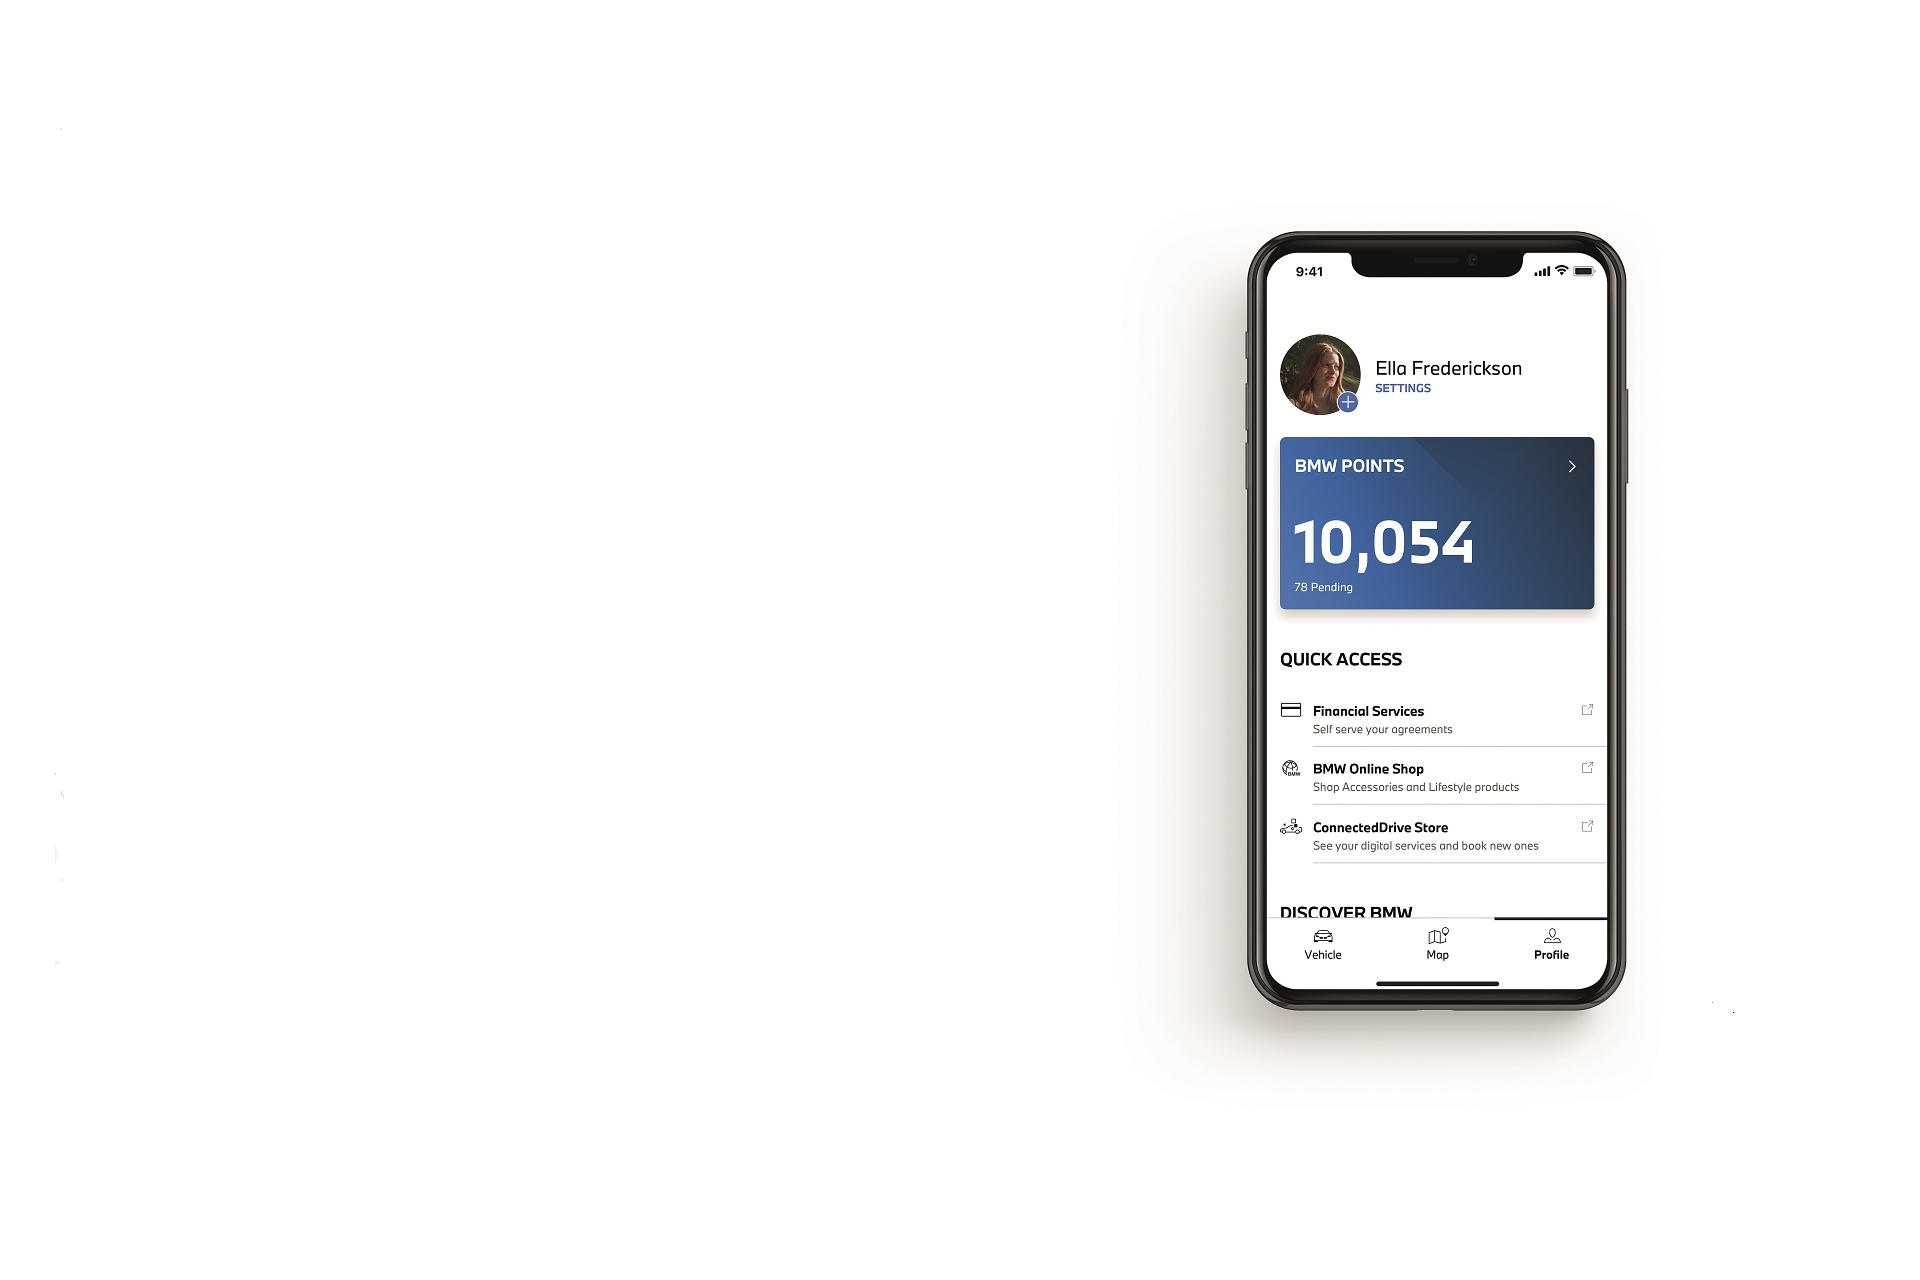 9:41
Ella Frederickson
SETTINGS
BMW POINTS
10,054
78 Pending
QUICK ACCESS
Financial Services
Self serve your agreements
BMW
BMW Online Shop
Shop Accessories and Lifestyle products
ConnectedDrive Store
See your digital services and book new ones
DISCOVER BMW
Vehicle
Map
Profile